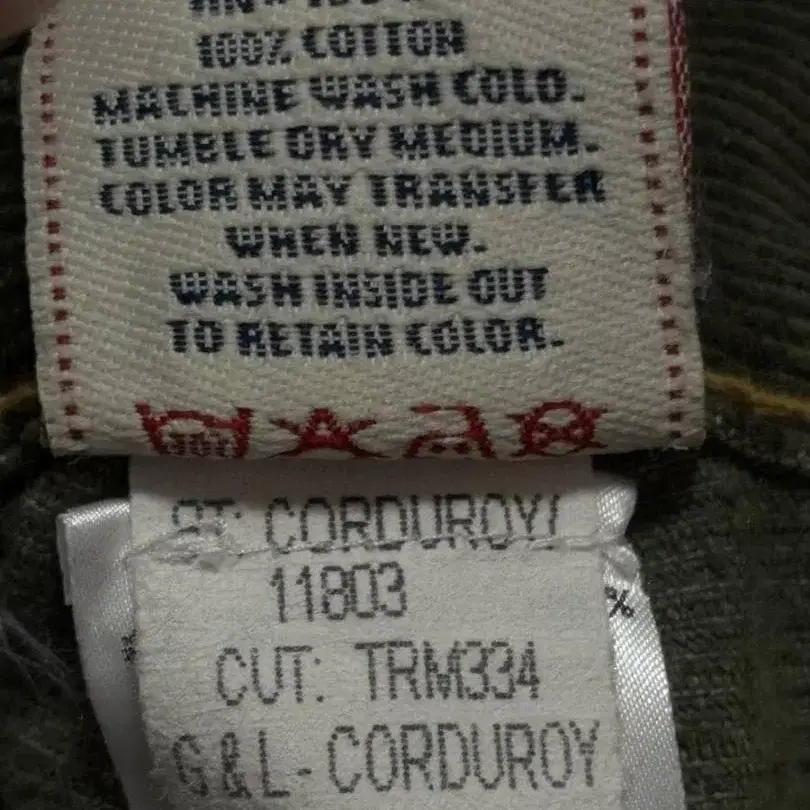 100% COTTON
MACHINE WASH COLD.
TUMBLE DRY MEDIUM.
COLOR MAY TRANSFER
WHEN NEW.
WASH INSIDE OUT
TO RETAIN COLOR.
ST: CORDUROY/
11803
%
CUT: TRM334
G&L-CORDUROY